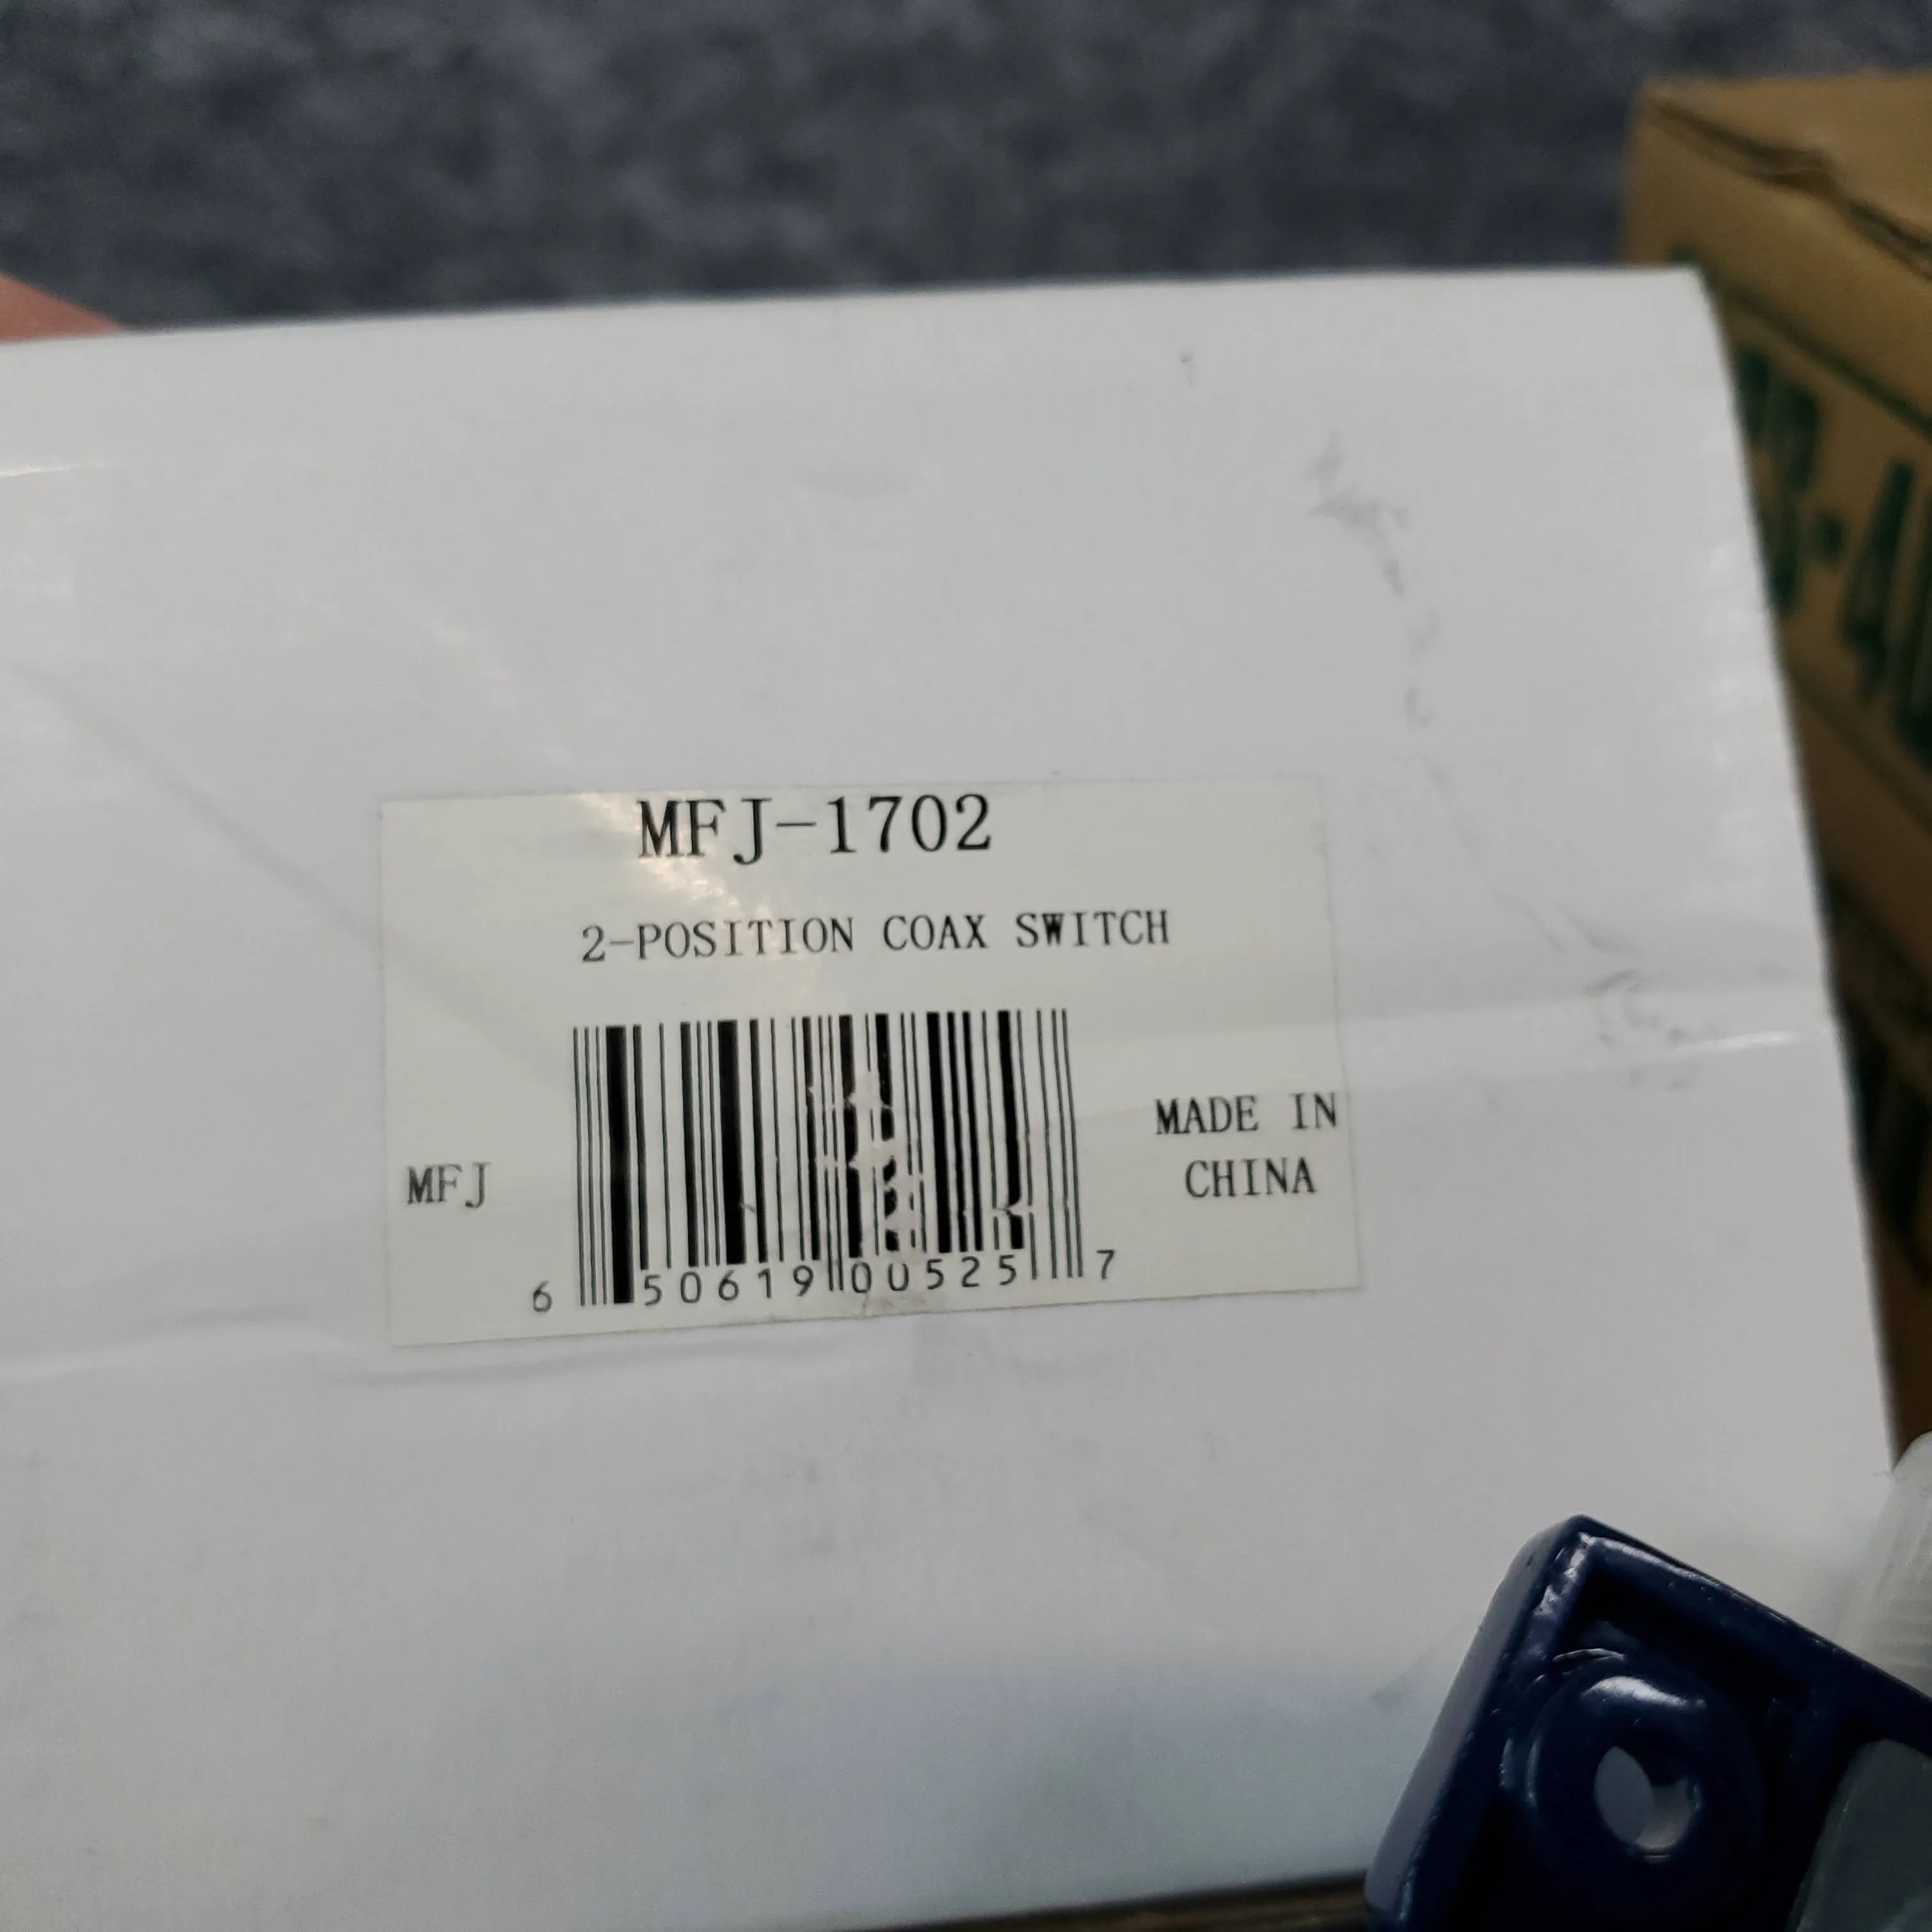 MFJ-1702
2-POSITION COAX SWITCH
MFJ
MADE IN
CHINA
6 50619 00525 7